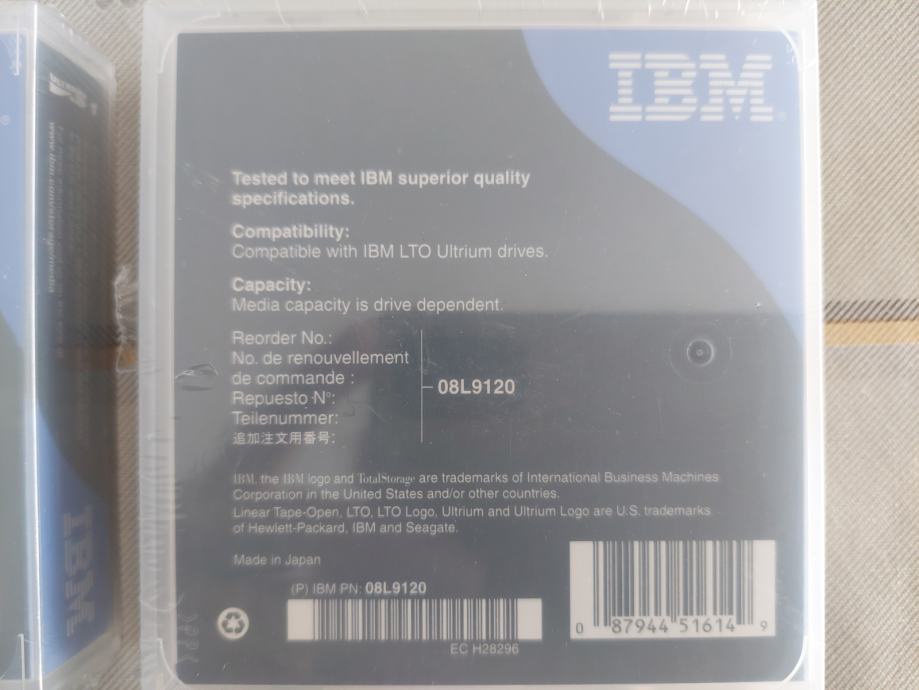 IBM
Tested to meet IBM superior quality
specifications.
Compatibility:
Compatible with IBM LTO Ultrium drives.
Capacity:
Media capacity is drive dependent.
Reorder No.:
No. de renouvellement
de commande :
Repuesto N°:
Teilenummer:
追加注文用番号:
08L9120
IBM, the IBM logo and TotalStorage are trademarks of International Business Machines
Corporation in the United States and/or other countries.
Linear Tape-Open, LTO, LTO Logo, Ultrium and Ultrium Logo are U.S. trademarks
of Hewlett-Packard, IBM and Seagate.
Made in Japan
(P) IBM PN: 08L9120
EC H28296
0 87944 51614 9
IBM